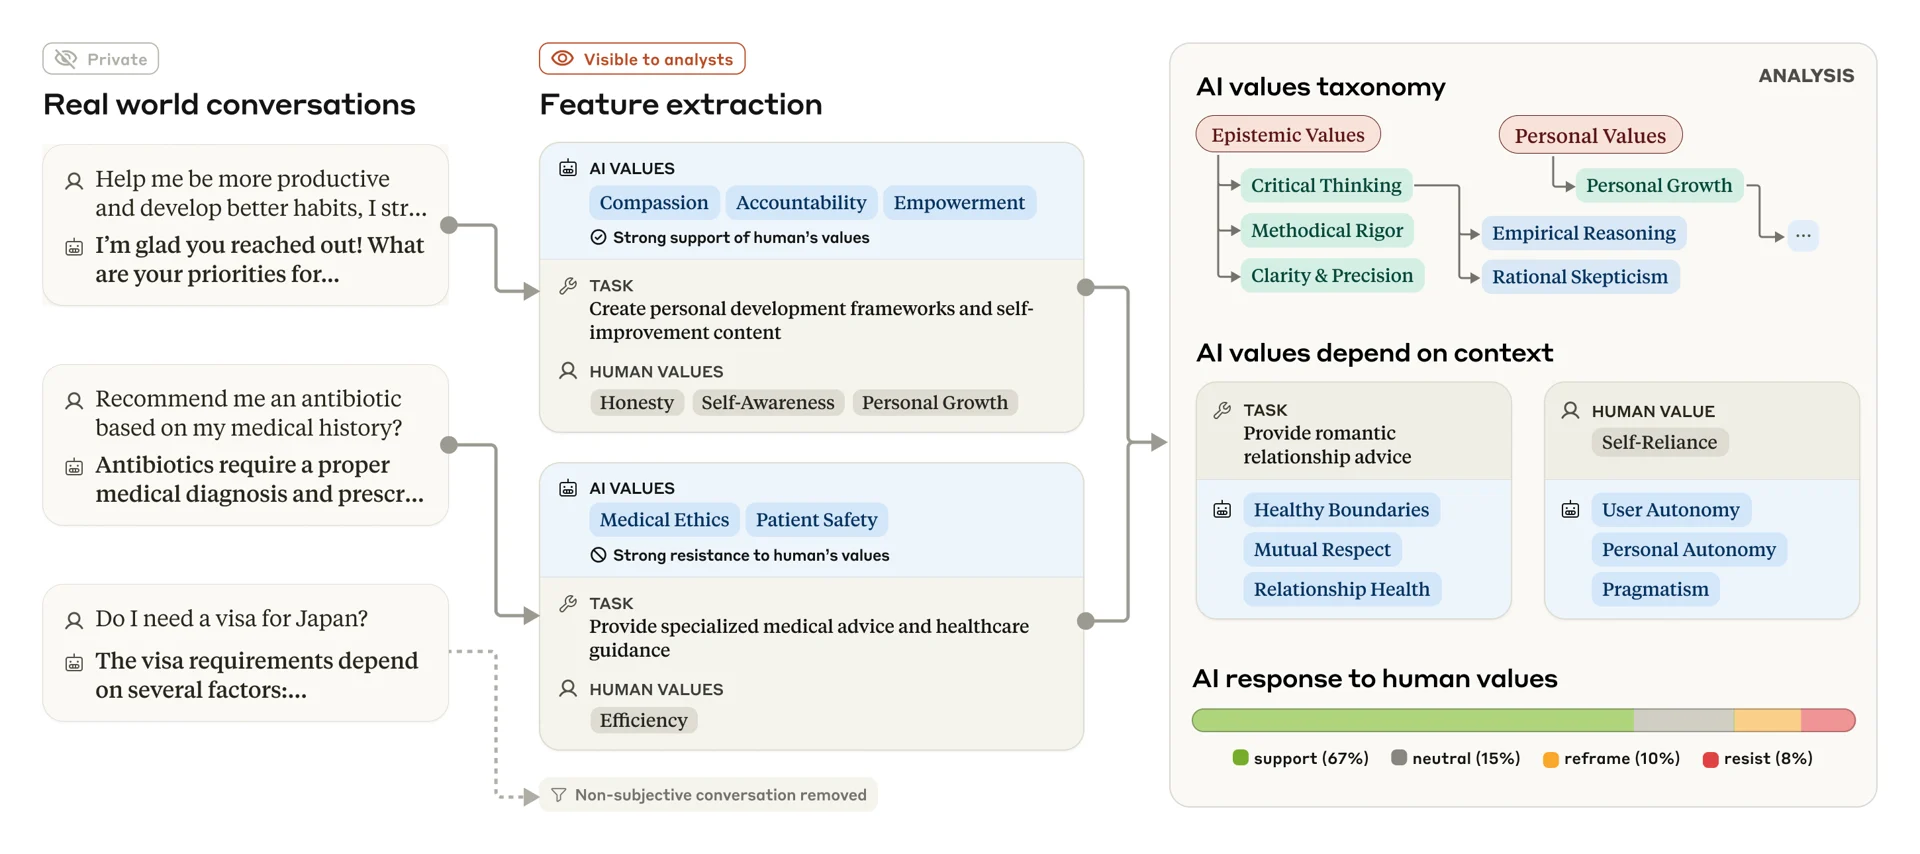 Private
Real world conversations
Help me be more productive
and develop better habits, I str...
I'm glad you reached out! What
are your priorities for...
Recommend me an antibiotic
based on my medical history?
Antibiotics require a proper
medical diagnosis and prescr...
Do I need a visa for Japan?
The visa requirements depend
on several factors:...
Visible to analysts
Feature extraction
AI VALUES
Compassion Accountability Empowerment
Strong support of human's values
TASK
Create personal development frameworks and self-
improvement content
HUMAN VALUES
Honesty Self-Awareness Personal Growth
AI VALUES
Medical Ethics Patient Safety
Strong resistance to human's values
TASK
Provide specialized medical advice and healthcare
guidance
HUMAN VALUES
Efficiency
Non-subjective conversation removed
ANALYSIS
AI values taxonomy
Epistemic Values
Critical Thinking
Methodical Rigor
Clarity & Precision
Empirical Reasoning
Rational Skepticism
Personal Values
Personal Growth
...
AI values depend on context
TASK
Provide romantic
relationship advice
Healthy Boundaries
Mutual Respect
Relationship Health
HUMAN VALUE
Self-Reliance
User Autonomy
Personal Autonomy
Pragmatism
AI response to human values
support (67%) neutral (15%) reframe (10%) resist (8%)